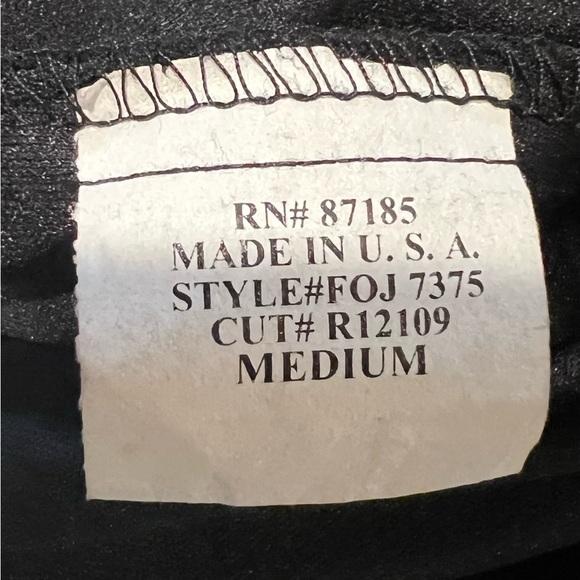 RN# 87185
MADE IN U. S. A.
STYLE#FOJ 7375
CUT# R12109
MEDIUM